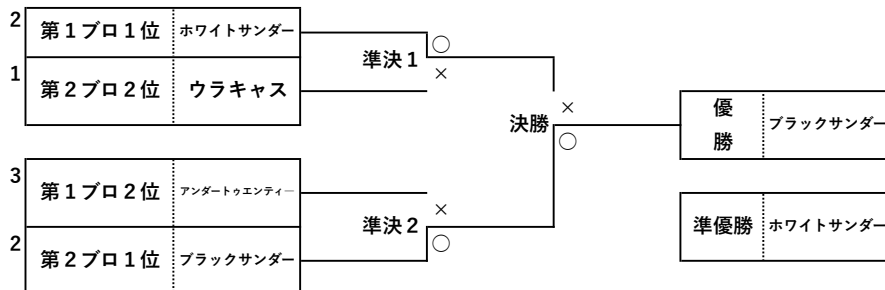 2
第１ブロ１位 ホワイトサンダー
1
第２ブロ２位 ウラキャス
準決１
○
×
3
第１ブロ２位 アンダートゥエンティー
2
第２ブロ１位 ブラックサンダー
準決２
×
○
決勝
×
○
優
勝
ブラックサンダー
準優勝 ホワイトサンダー